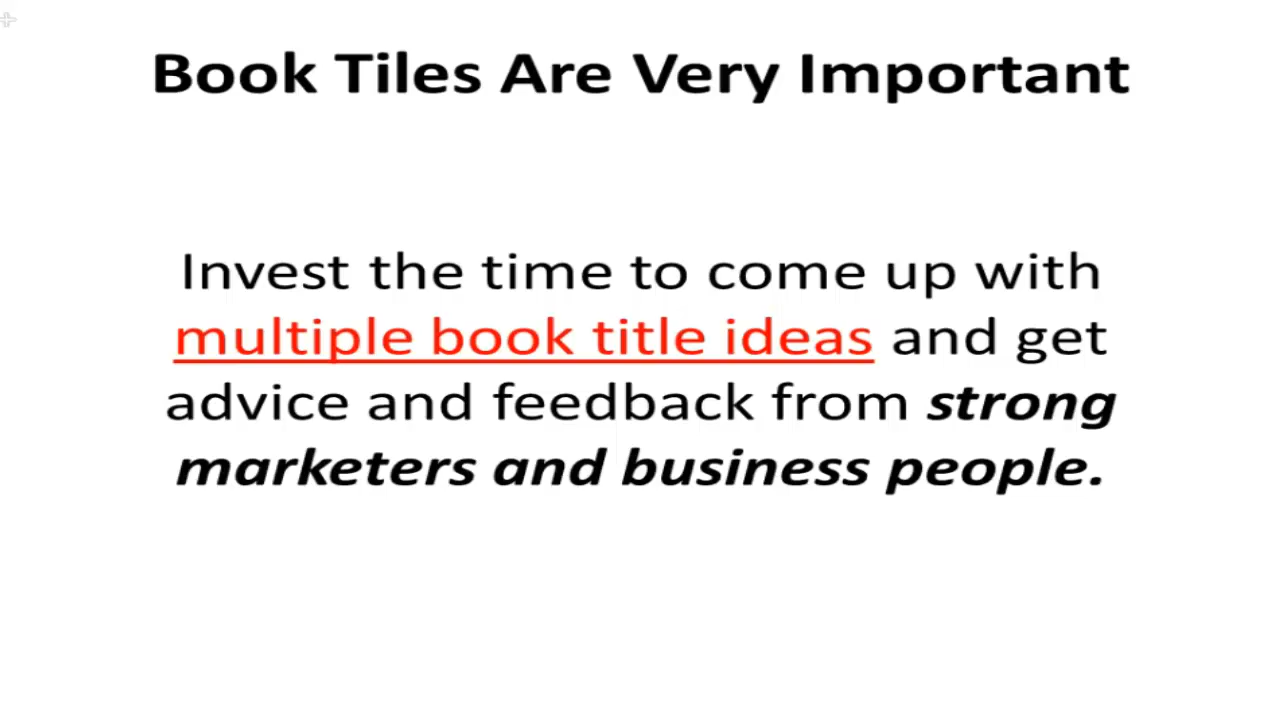 Book Tiles Are Very Important
Invest the time to come up with
multiple book title ideas and get
advice and feedback from strong
marketers and business people.